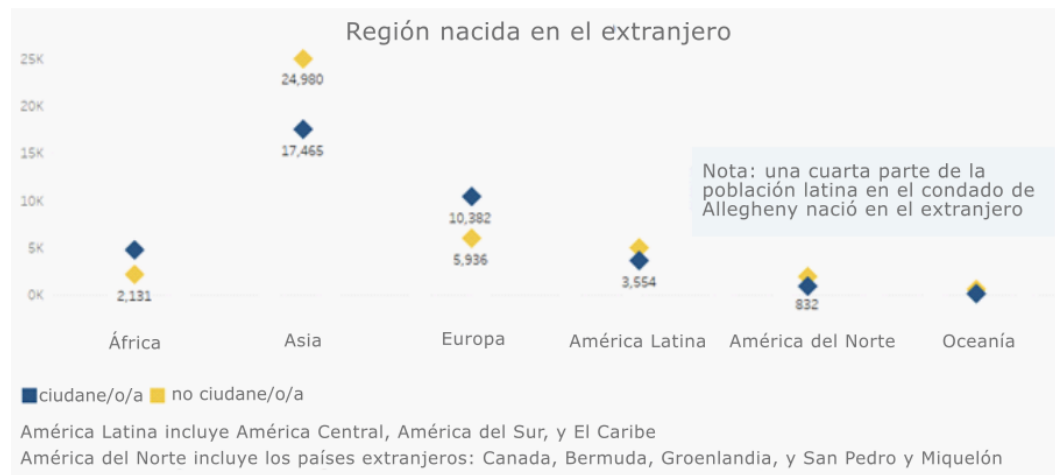 Región nacida en el extranjero
25K
24,980
20K
17,465
15K
Nota: una cuarta parte de la
población latina en el condado de
Allegheny nació en el extranjero
10K
10,382
5K
5,936
3,554
0K
2,131
832
África
Asia
Europa
América Latina
América del Norte
Oceanía
ciudane/o/a
no ciudane/o/a
América Latina incluye América Central, América del Sur, y El Caribe
América del Norte incluye los países extranjeros: Canada, Bermuda, Groenlandia, y San Pedro y Miquelón